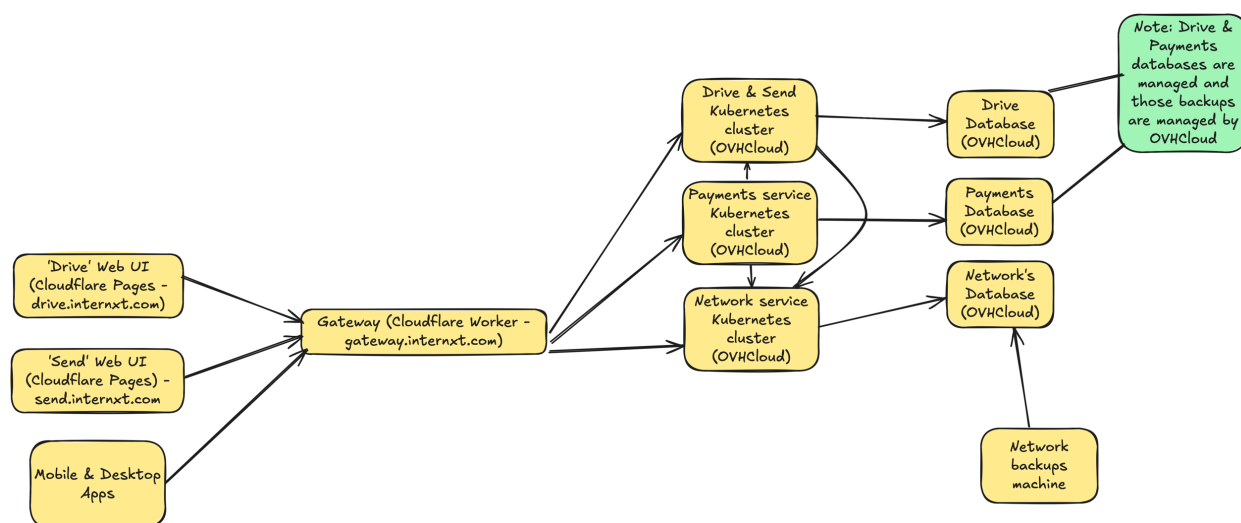 Note: Drive &
Payments
databases are
managed and
those backups
are managed by
OVHCloud
Drive & Send
Kubernetes
cluster
(OVHCloud)
Drive
Database
(OVHCloud)
Payments service
Kubernetes
cluster
(OVHCloud)
Payments
Database
(OVHCloud)
'Drive' Web UI
(Cloudflare Pages -
drive.internxt.com)
Network's
Database
(OVHCloud)
Gateway (Cloudflare Worker -
gateway.internxt.com)
Network service
Kubernetes
cluster
(OVHCloud)
'Send' Web UI
(Cloudflare Pages) -
send.internxt.com
Mobile & Desktop
Apps
Network
backups
machine